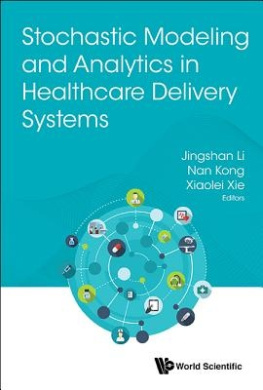 Stochastic Modeling
and Analytics in
Healthcare Delivery
Systems
Jingshan Li
Nan Kong
Xiaolei Xie
Editors
World Scientific